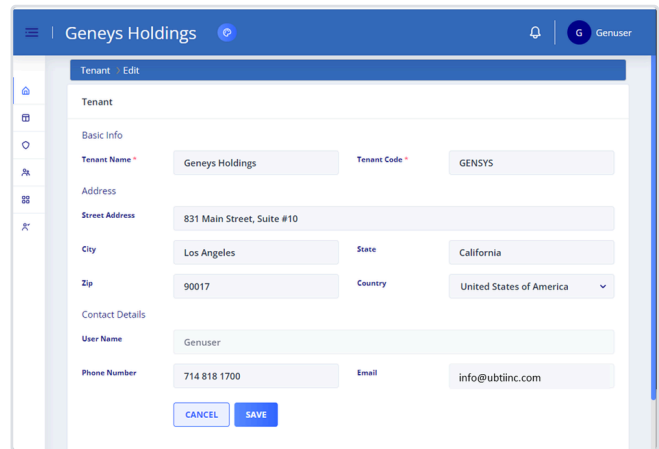 Geneys Holdings
G Genuser
Tenant > Edit
Tenant
Basic Info
Tenant Name * Geneys Holdings Tenant Code * GENSYS
Address
Street Address 831 Main Street, Suite #10
City Los Angeles State California
Zip 90017 Country United States of America
Contact Details
User Name Genuser
Phone Number 714 818 1700 Email info@ubtiinc.com
CANCEL SAVE